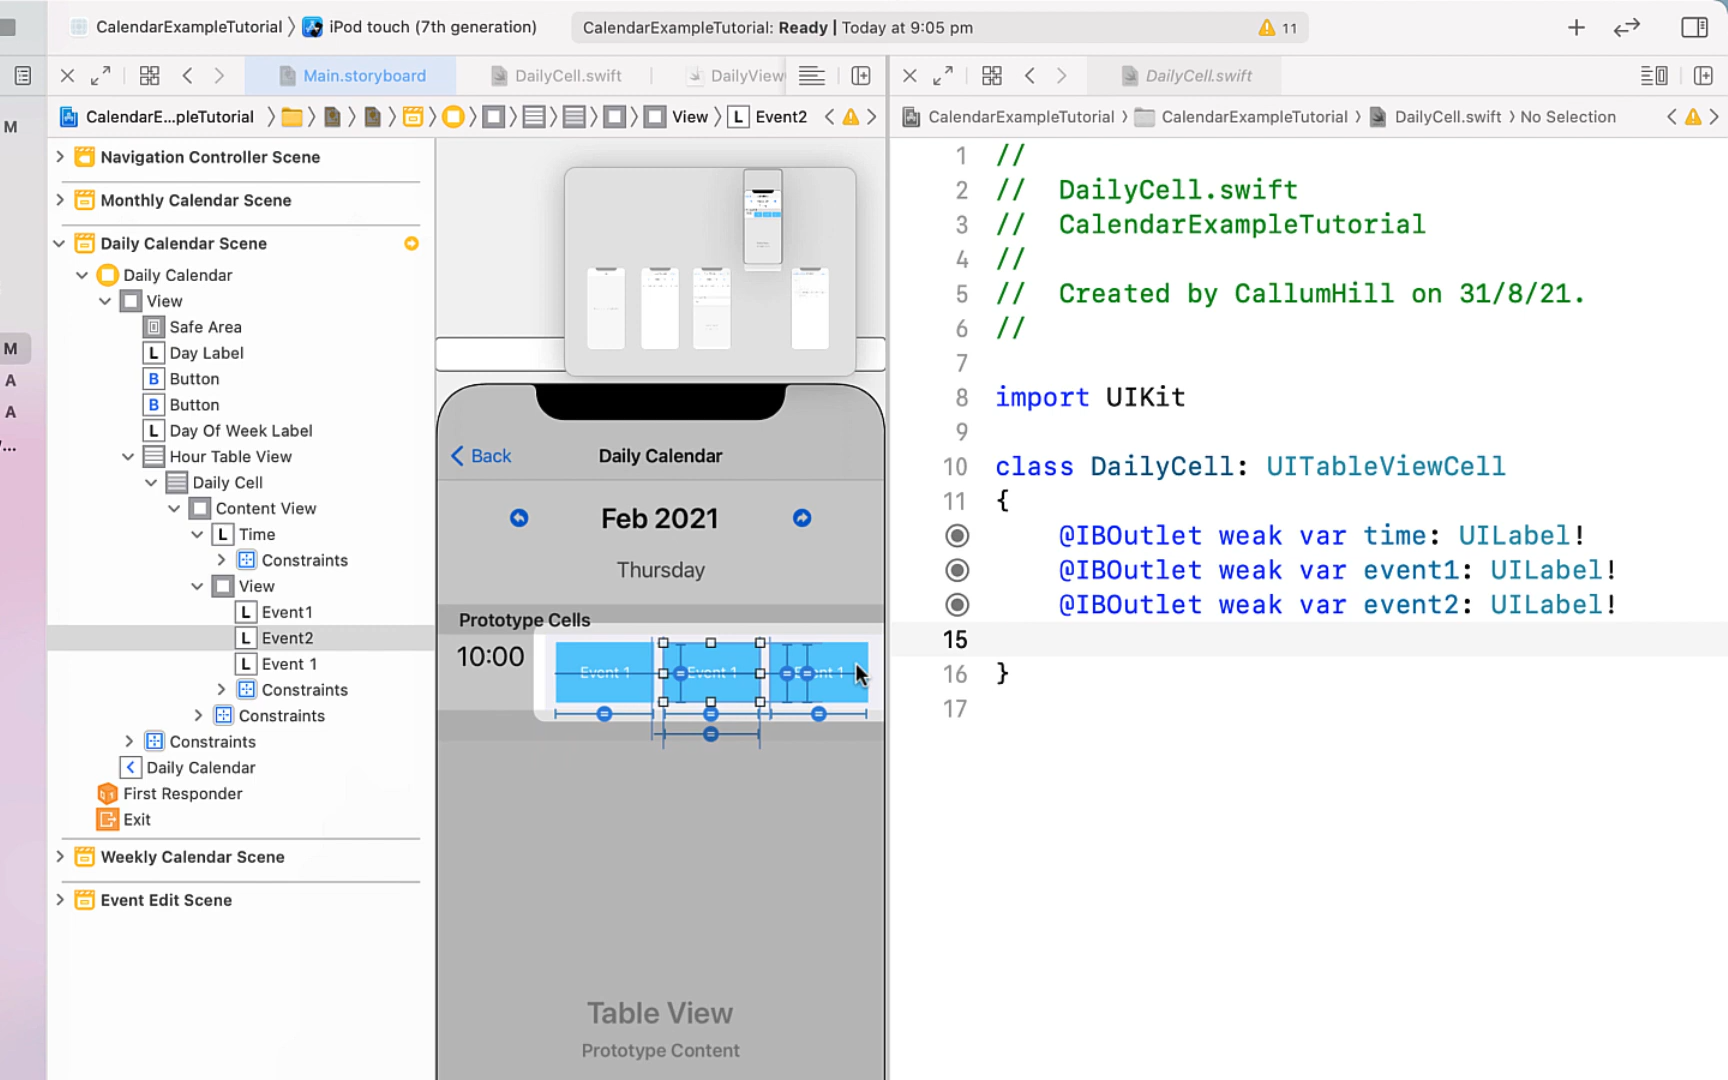 CalendarExampleTutorial 〉 iPod touch (7th generation)
CalendarExampleTutorial: Ready | Today at 9:05 pm
11
Main.storyboard
DailyCell.swift
DailyView
DailyCell.swift
CalendarE...pleTutorial
View
L Event2
CalendarExampleTutorial 〉 CalendarExampleTutorial 〉 DailyCell.swift 〉 No Selection
M
M
A
A
Navigation Controller Scene
Monthly Calendar Scene
Daily Calendar Scene
Daily Calendar
View
Safe Area
L Day Label
B Button
B Button
L Day Of Week Label
Hour Table View
Daily Cell
Content View
L Time
Constraints
View
L Event1
L Event2
L Event 1
Constraints
Constraints
Constraints
Daily Calendar
First Responder
Exit
Weekly Calendar Scene
Event Edit Scene
Back
Daily Calendar
Feb 2021
Thursday
Prototype Cells
10:00
Event 1
Event 1
Table View
Prototype Content
1 //
2 //  DailyCell.swift
3 //  CalendarExampleTutorial
4 //
5 //  Created by CallumHill on 31/8/21.
6 //
7
8 import UIKit
9
10 class DailyCell: UITableViewCell
11 {
@IBOutlet weak var time: UILabel!
@IBOutlet weak var event1: UILabel!
@IBOutlet weak var event2: UILabel!
15
16 }
17